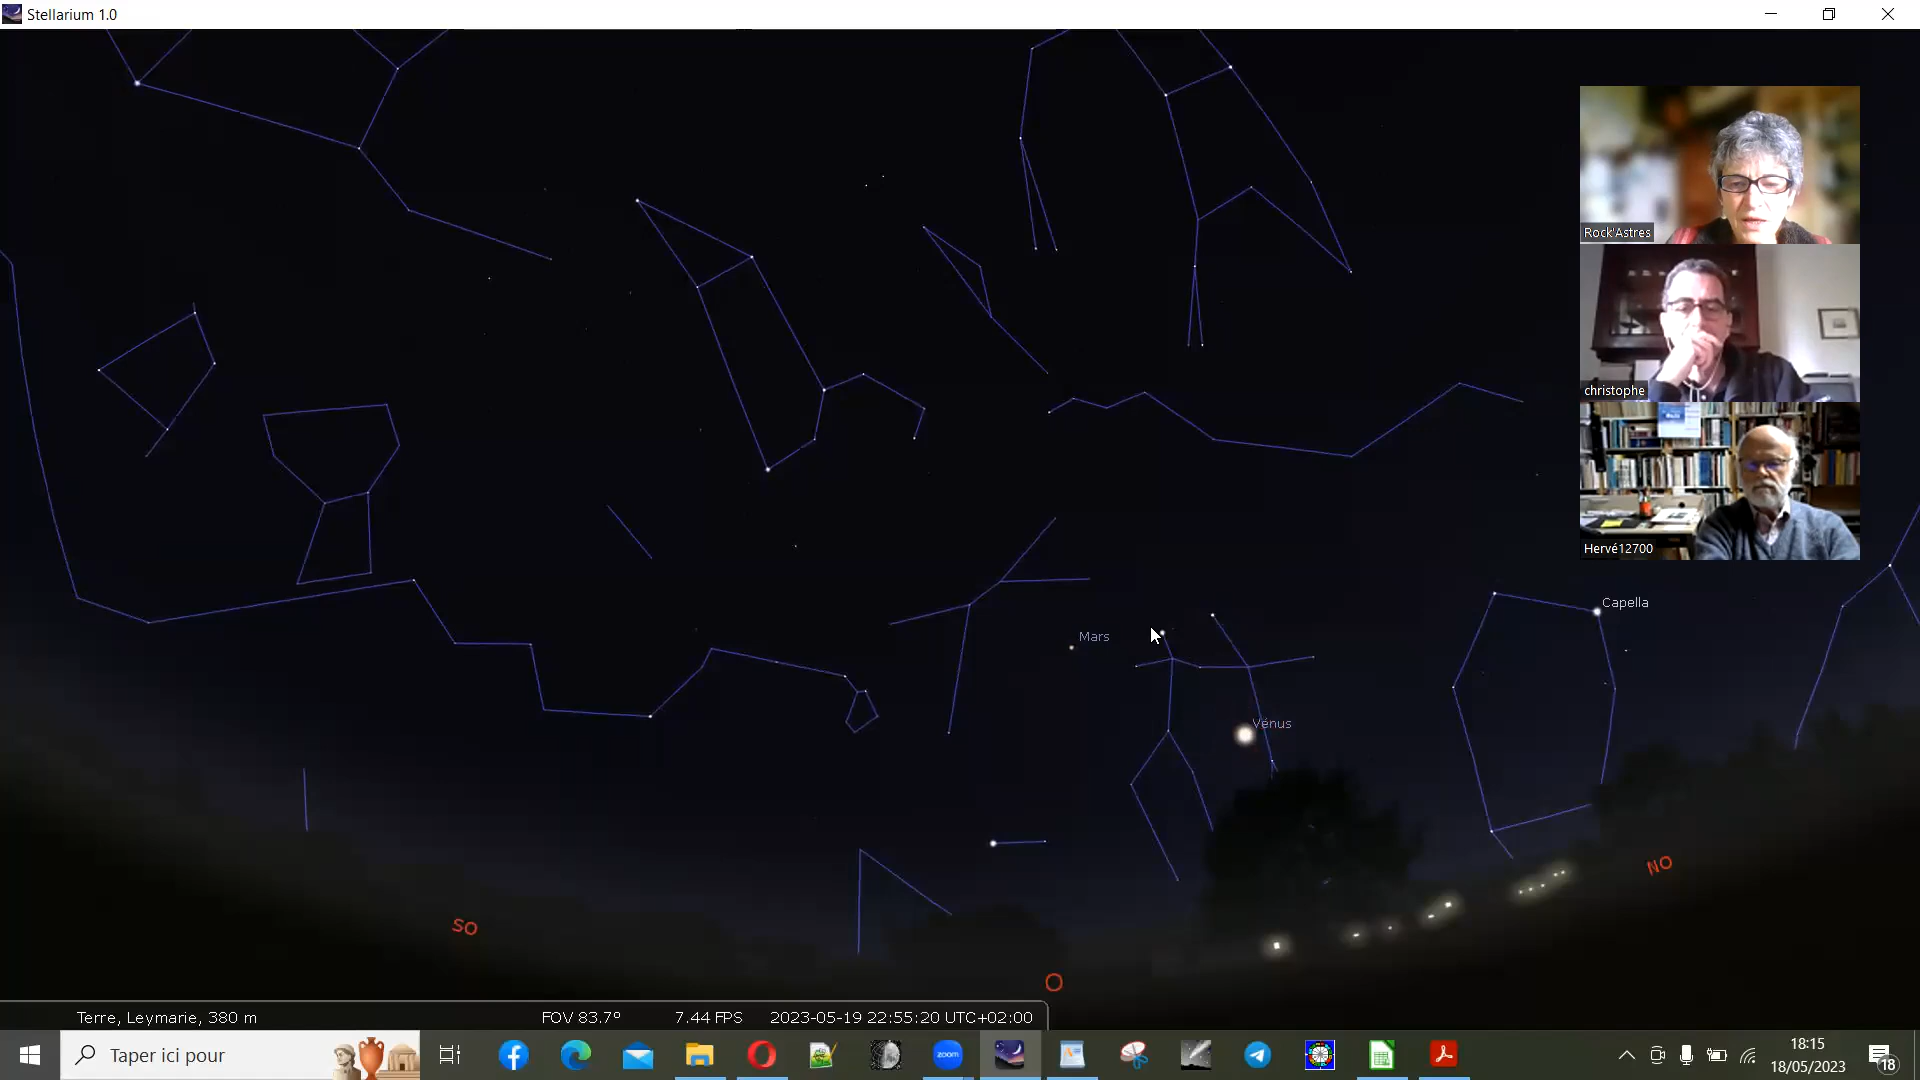 Stellarium 1.0
Rock'Astres
christophe
Hervé12700
Capella
Mars
Vénus
NO
SO
O
Terre, Leymarie, 380 m
FOV 83.7º
7.44 FPS
2023-05-19 22:55:20 UTC+02:00
Taper ici pour
zoom
18:15
18/05/2023
18